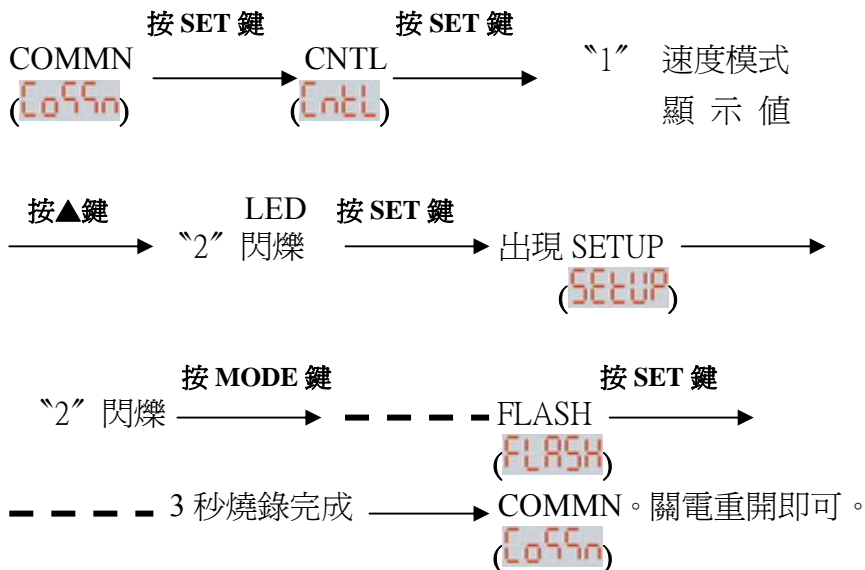 按 SET 鍵 按 SET 鍵
COMMN CNTL 〝1〞 速度模式
(CoSSn) (CntL) 顯 示 值
按▲鍵 LED 按 SET 鍵
〝2〞 閃爍 出現 SETUP
(SEtUP)
按 MODE 鍵 按 SET 鍵
〝2〞 閃爍 – – – – FLASH
(FLASH)
– – – – 3 秒燒錄完成 COMMN。關電重開即可。
(CoSSn)